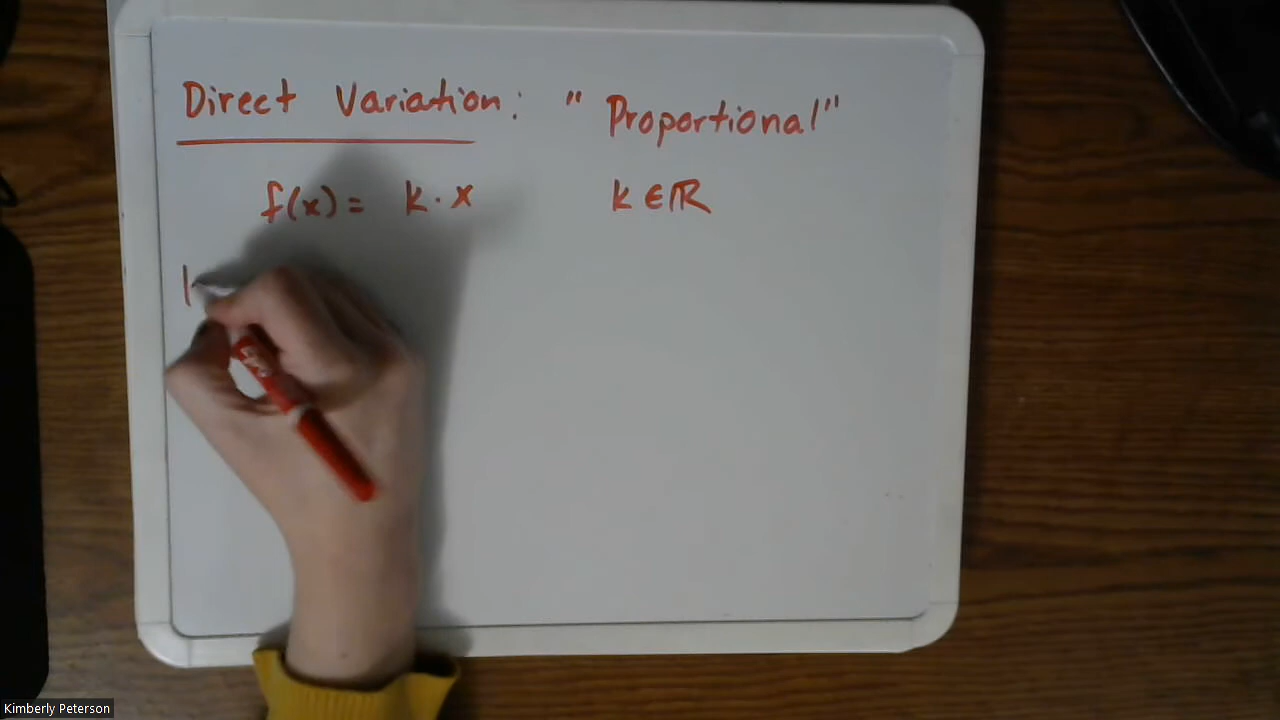 Direct Variation: " Proportional"
f(x) = k · x k ∈ ℝ
Kimberly Peterson